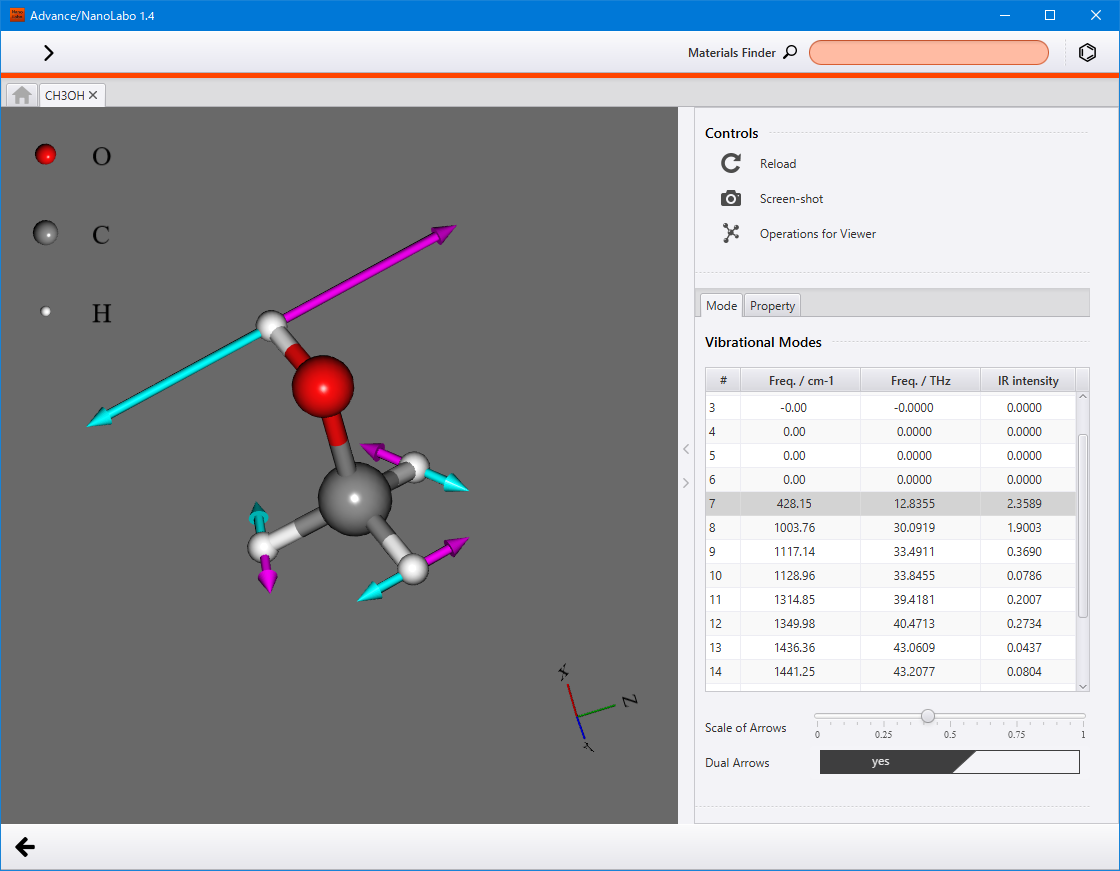 Advance/NanoLabo 1.4
Materials Finder
CH3OH
O
C
H
X
Z
Controls
Reload
Screen-shot
Operations for Viewer
Mode Property
Vibrational Modes
# Freq. / cm-1 Freq. / THz IR intensity
3 -0.00 -0.0000 0.0000
4 0.00 0.0000 0.0000
5 0.00 0.0000 0.0000
6 0.00 0.0000 0.0000
7 428.15 12.8355 2.3589
8 1003.76 30.0919 1.9003
9 1117.14 33.4911 0.3690
10 1128.96 33.8455 0.0786
11 1314.85 39.4181 0.2007
12 1349.98 40.4713 0.2734
13 1436.36 43.0609 0.0437
14 1441.25 43.2077 0.0804
Scale of Arrows
0 0.25 0.5 0.75 1
Dual Arrows yes